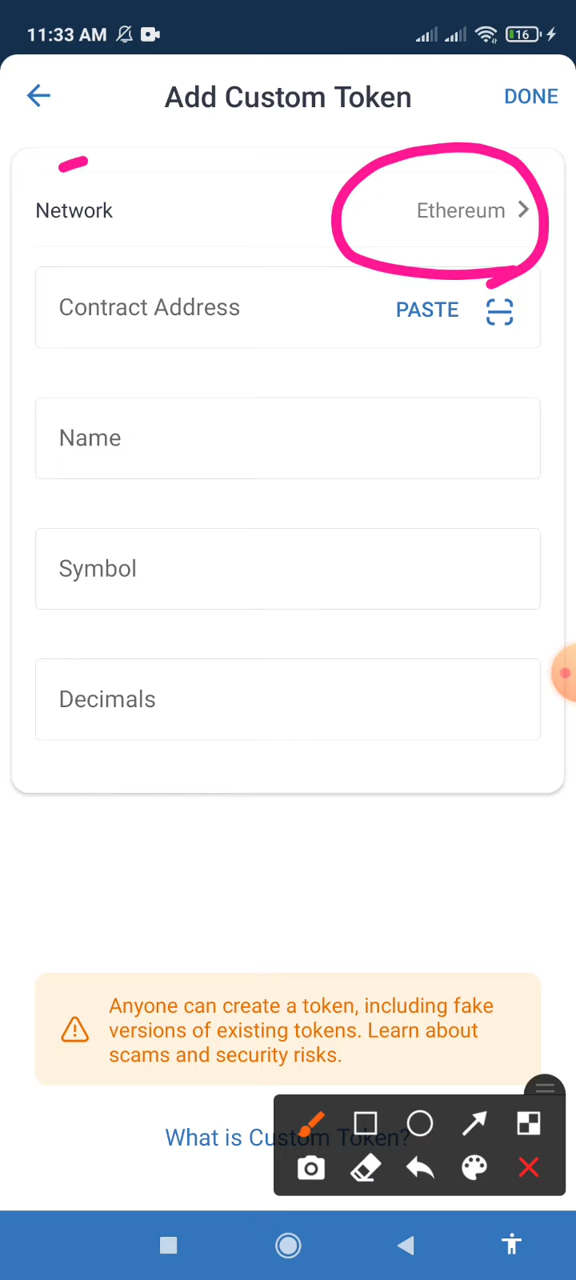 11:33 AM
16
Add Custom Token
DONE
Network
Ethereum
Contract Address
PASTE
Name
Symbol
Decimals
Anyone can create a token, including fake
versions of existing tokens. Learn about
scams and security risks.
What is Custom Token?